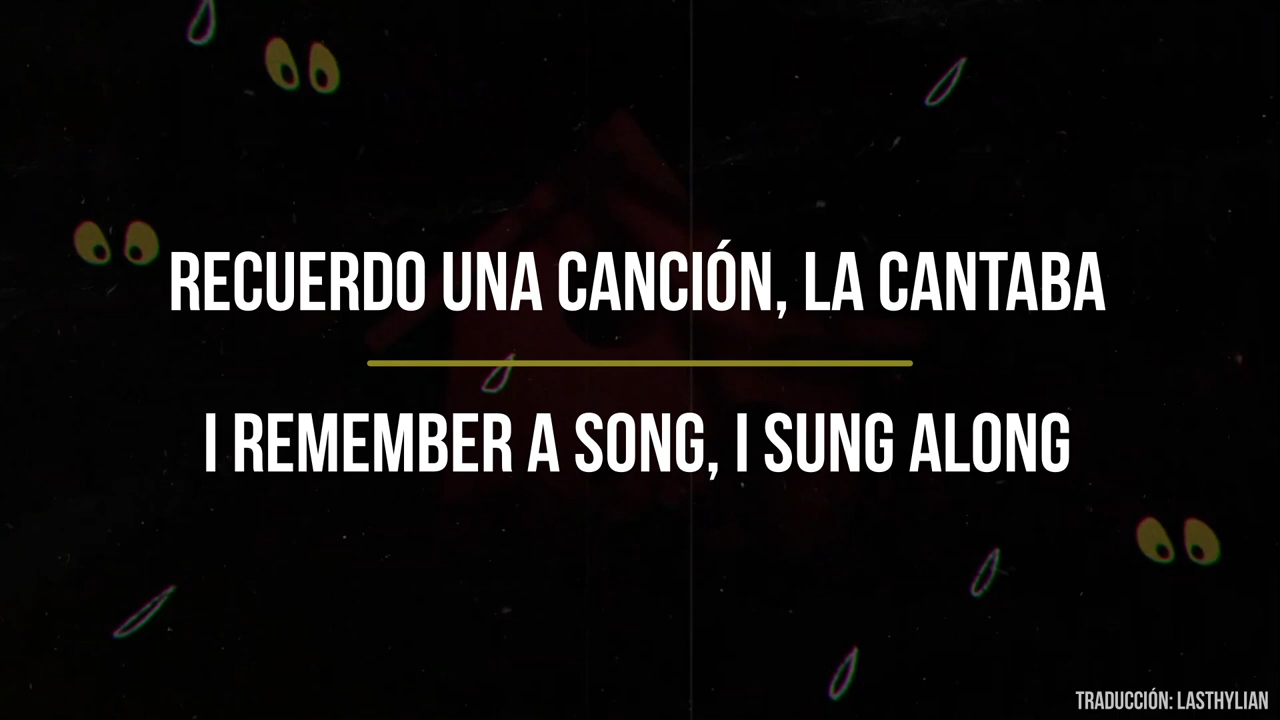 RECUERDO UNA CANCIÓN, LA CANTABA
I REMEMBER A SONG, I SUNG ALONG
TRADUCCIÓN: LASTHYLIAN